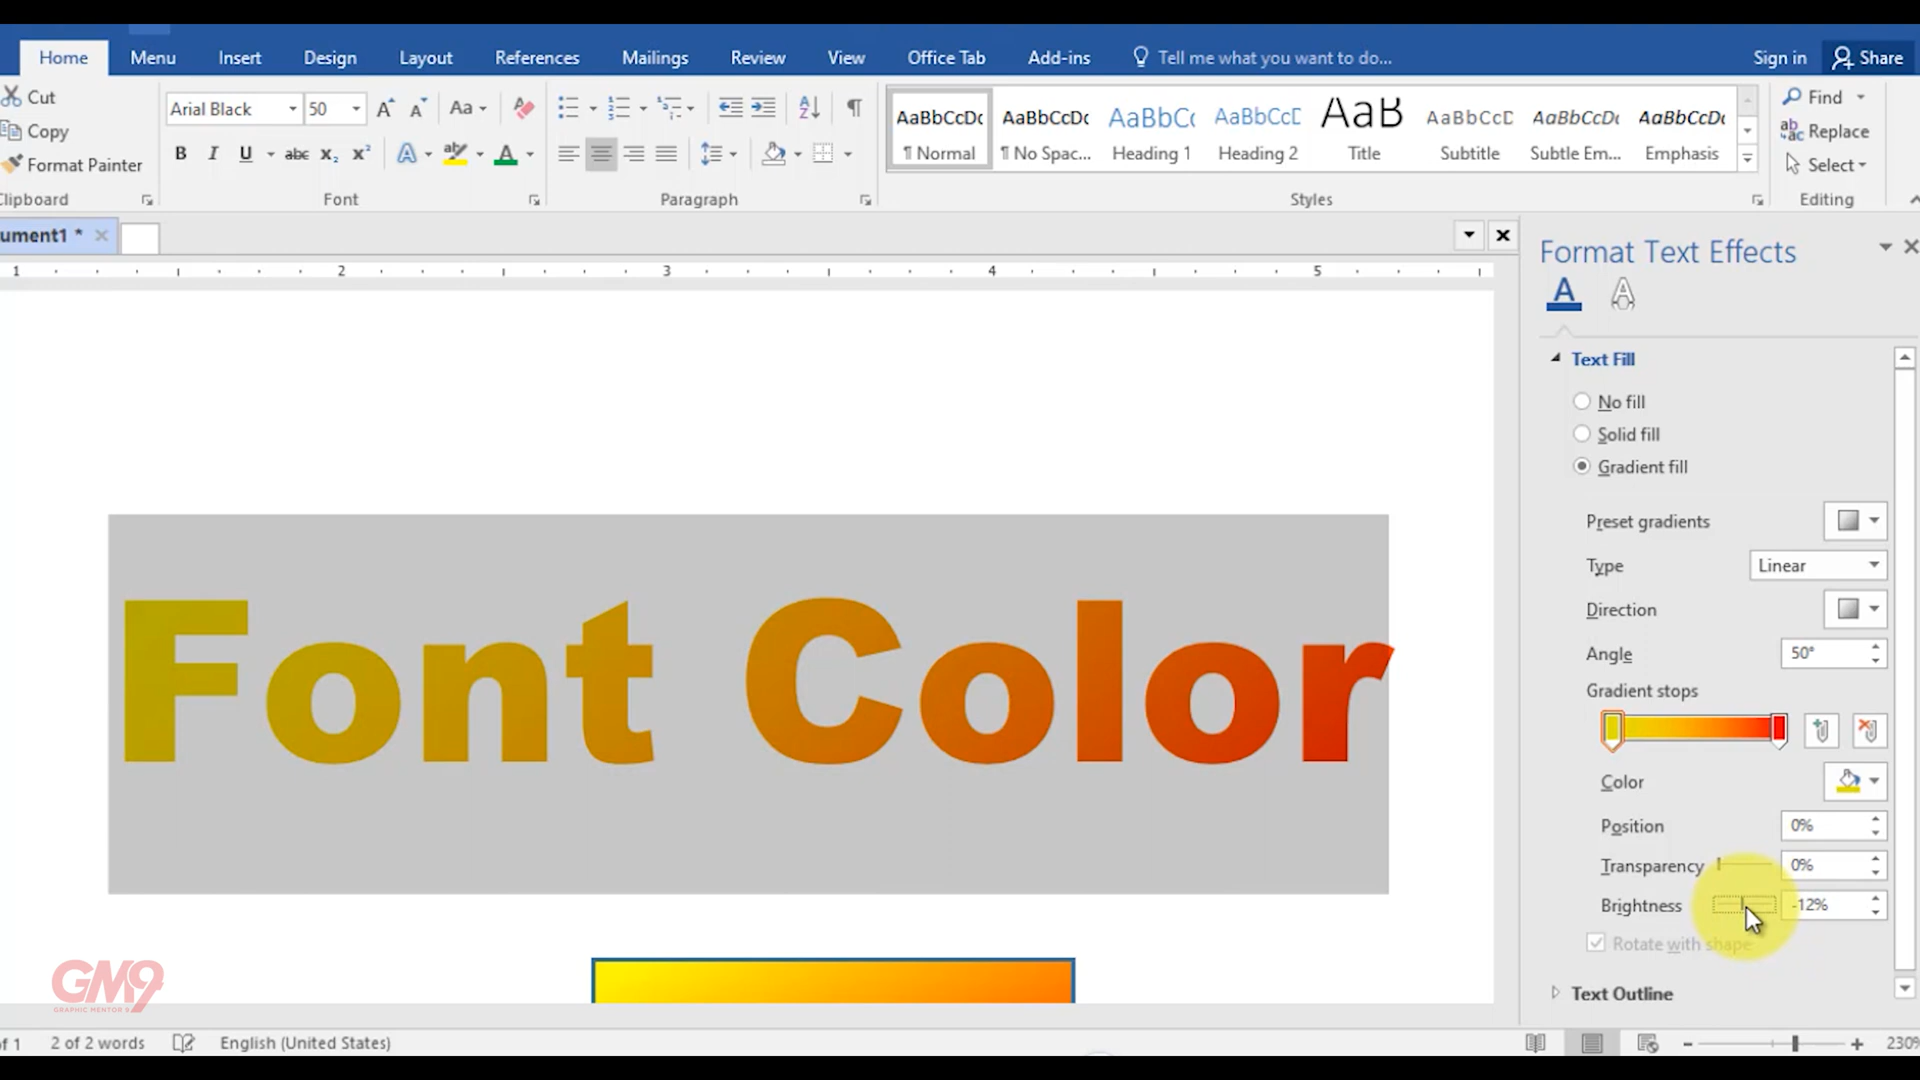 Home Menu Insert Design Layout References Mailings Review View Office Tab Add-ins Tell me what you want to do... Sign in Share
Cut
Copy
Format Painter
Clipboard
Arial Black 50 Aa
B I U abc X₂ X² A A
Font
Paragraph
AaBbCcDc AaBbCcDc AaBbCc AaBbCcD AaB AaBbCcD AaBbCcDc AaBbCcDc
¶ Normal ¶ No Spac... Heading 1 Heading 2 Title Subtitle Subtle Em... Emphasis
Styles
Find
Replace
Select
Editing
ument1 *
1 2 3 4 5
Font Color
Format Text Effects
Text Fill
No fill
Solid fill
Gradient fill
Preset gradients
Type Linear
Direction
Angle 50°
Gradient stops
Color
Position 0%
Transparency 0%
Brightness -12%
Rotate with shape
Text Outline
GM9
GRAPHIC MENTOR 9
of 1 2 of 2 words English (United States) 230%